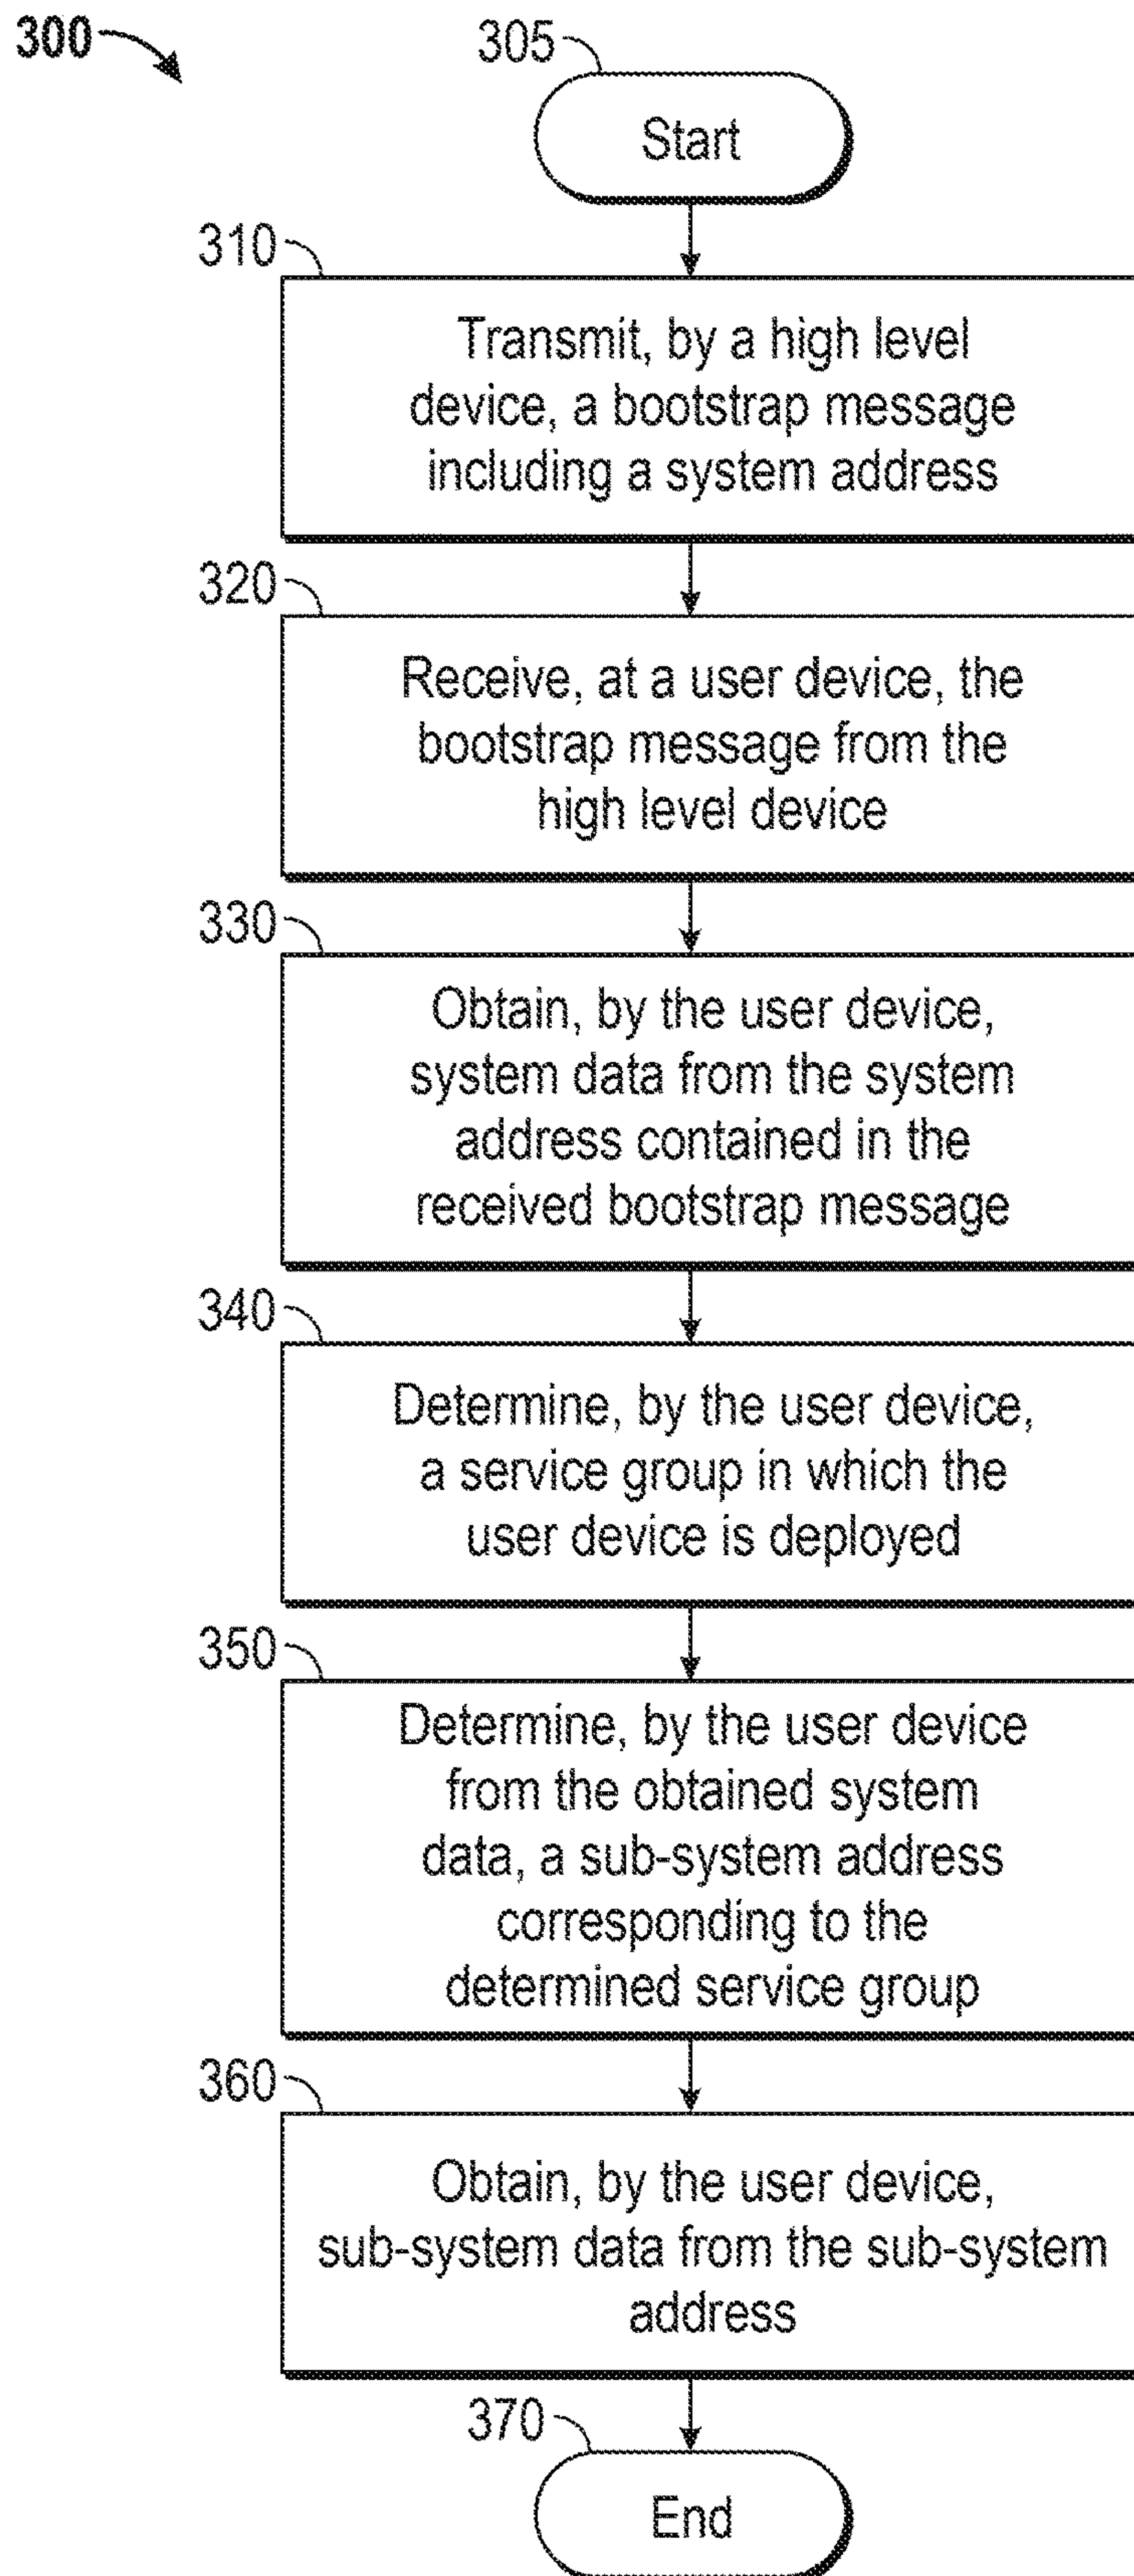 300
305
Start
310
Transmit, by a high level
device, a bootstrap message
including a system address
320
Receive, at a user device, the
bootstrap message from the
high level device
330
Obtain, by the user device,
system data from the system
address contained in the
received bootstrap message
340
Determine, by the user device,
a service group in which the
user device is deployed
350
Determine, by the user device
from the obtained system
data, a sub-system address
corresponding to the
determined service group
360
Obtain, by the user device,
sub-system data from the sub-system
address
370
End